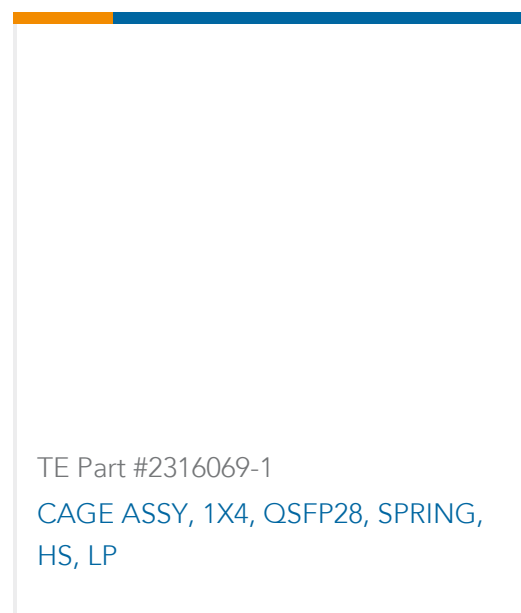 TE Part #2316069-1
CAGE ASSY, 1X4, QSFP28, SPRING,
HS, LP